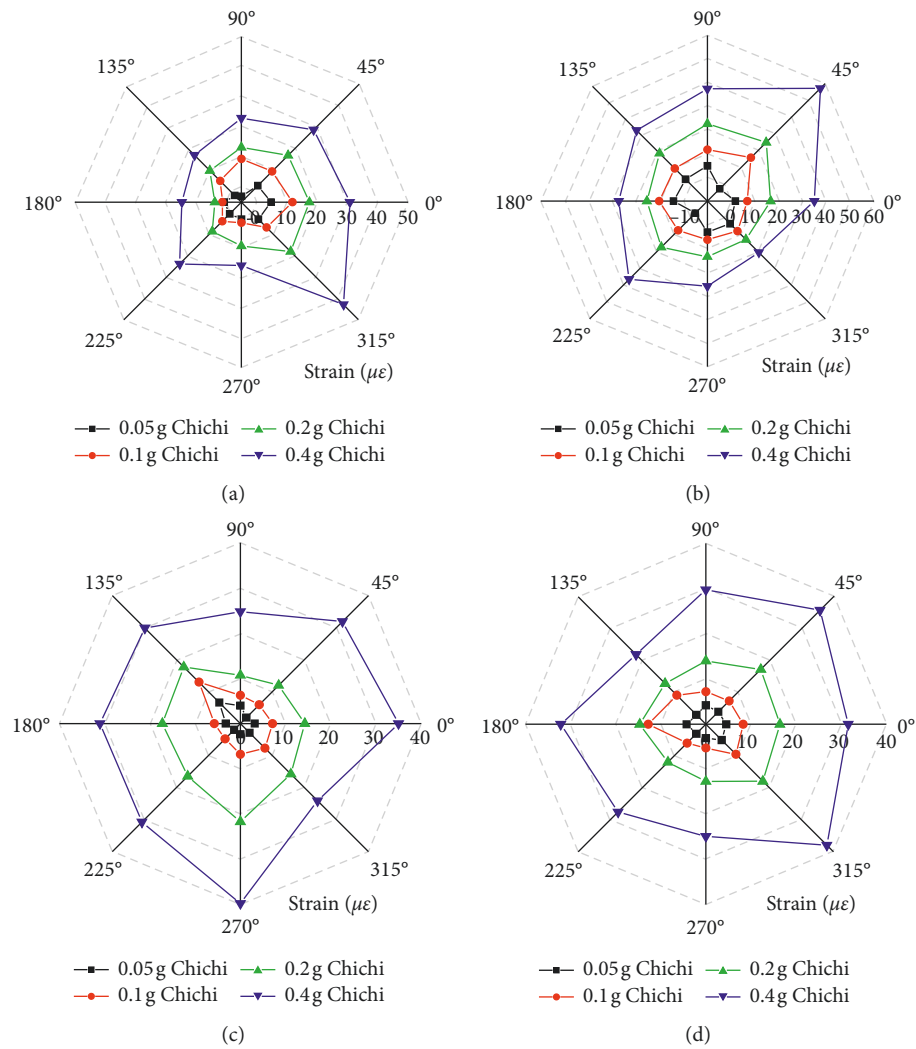 90°
135°
45°
180°
0 10 20 30 40 50
0°
225°
315°
Strain (με)
270°
0.05 g Chichi
0.2 g Chichi
0.1 g Chichi
0.4 g Chichi
(a)
90°
135°
45°
180°
−10 0 10 20 30 40 50 60
0°
225°
315°
Strain (με)
270°
0.05 g Chichi
0.2 g Chichi
0.1 g Chichi
0.4 g Chichi
(b)
90°
135°
45°
180°
0 10 20 30 40
0°
225°
315°
Strain (με)
270°
0.05 g Chichi
0.2 g Chichi
0.1 g Chichi
0.4 g Chichi
(c)
90°
135°
45°
180°
0 10 20 30 40
0°
225°
315°
Strain (με)
270°
0.05 g Chichi
0.2 g Chichi
0.1 g Chichi
0.4 g Chichi
(d)